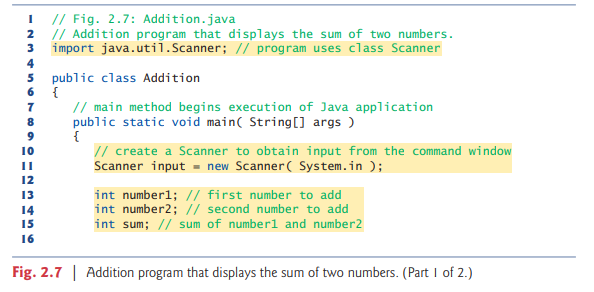 1 // Fig. 2.7: Addition.java
2 // Addition program that displays the sum of two numbers.
3 import java.util.Scanner; // program uses class Scanner
4
5 public class Addition
6 {
7 // main method begins execution of Java application
8 public static void main( String[] args )
9 {
10 // create a Scanner to obtain input from the command window
11 Scanner input = new Scanner( System.in );
12
13 int number1; // first number to add
14 int number2; // second number to add
15 int sum; // sum of number1 and number2
16
Fig. 2.7 | Addition program that displays the sum of two numbers. (Part 1 of 2.)